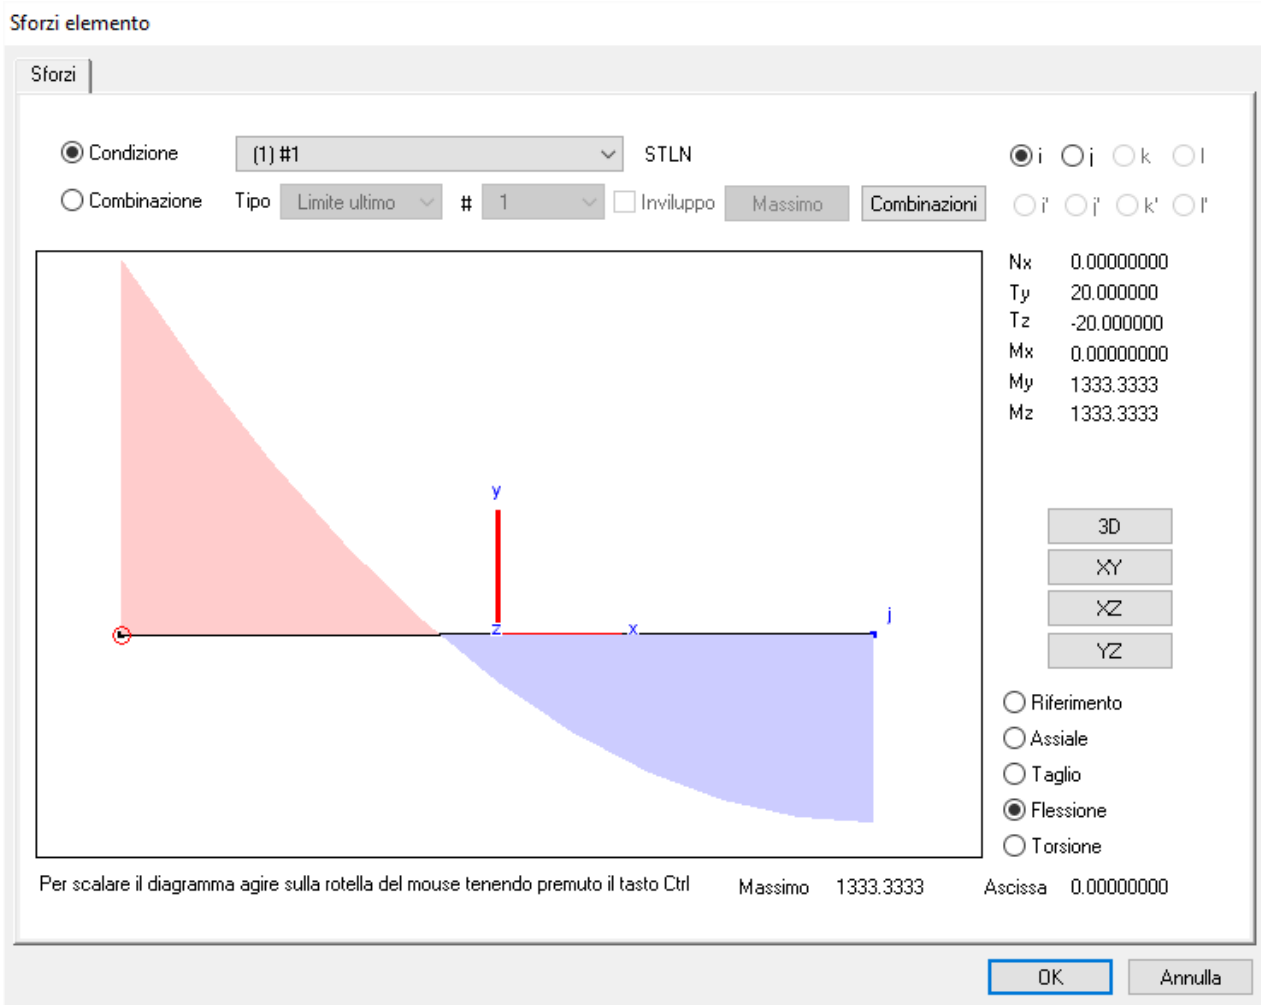 Sforzi elemento
Sforzi
Condizione (1) #1 STLN i j k l
Combinazione Tipo Limite ultimo # 1 Inviluppo Massimo Combinazioni i' j' k' l'
Nx 0.00000000
Ty 20.000000
Tz -20.000000
Mx 0.00000000
My 1333.3333
Mz 1333.3333
y
3D
XY
XZ
j
z x
YZ
Riferimento
Assiale
Taglio
Flessione
Torsione
Per scalare il diagramma agire sulla rotella del mouse tenendo premuto il tasto Ctrl Massimo 1333.3333 Ascissa 0.00000000
OK Annulla